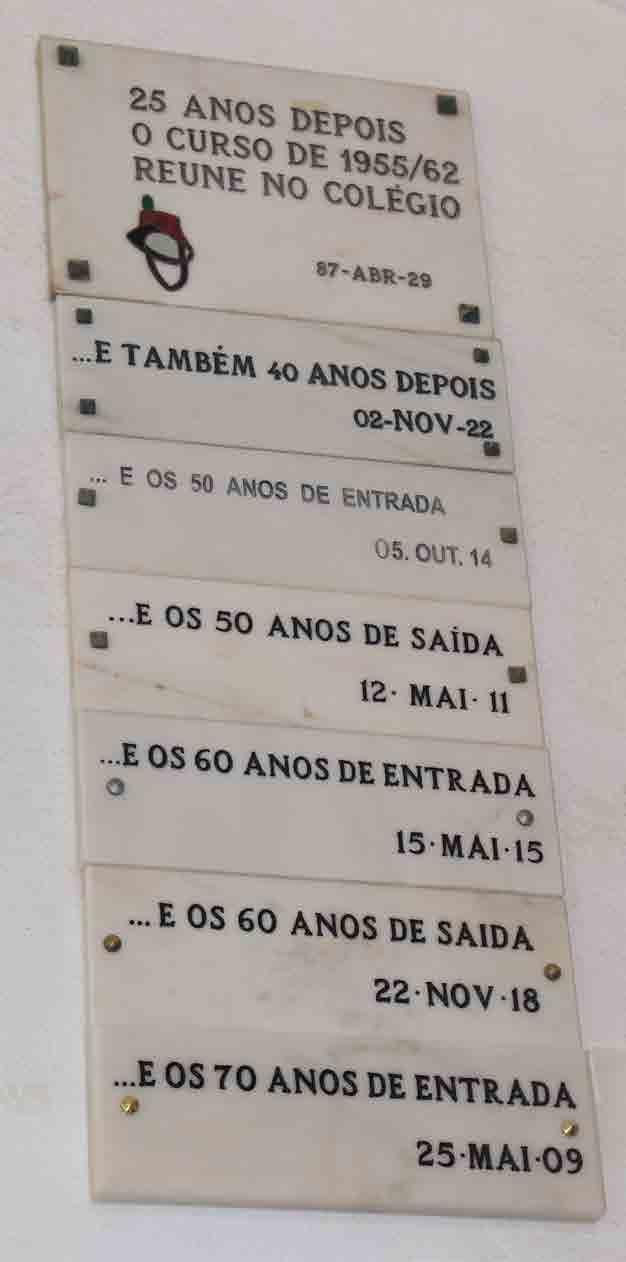 25 ANOS DEPOIS
O CURSO DE 1955/62
REUNE NO COLÉGIO
87-ABR-29
...E TAMBÉM 40 ANOS DEPOIS
02-NOV-22
... E OS 50 ANOS DE ENTRADA
05. OUT. 14
...E OS 50 ANOS DE SAÍDA
12· MAI· 11
...E OS 60 ANOS DE ENTRADA
15·MAI·15
... E OS 60 ANOS DE SAIDA
22·NOV·18
...E OS 70 ANOS DE ENTRADA
25·MAI·09